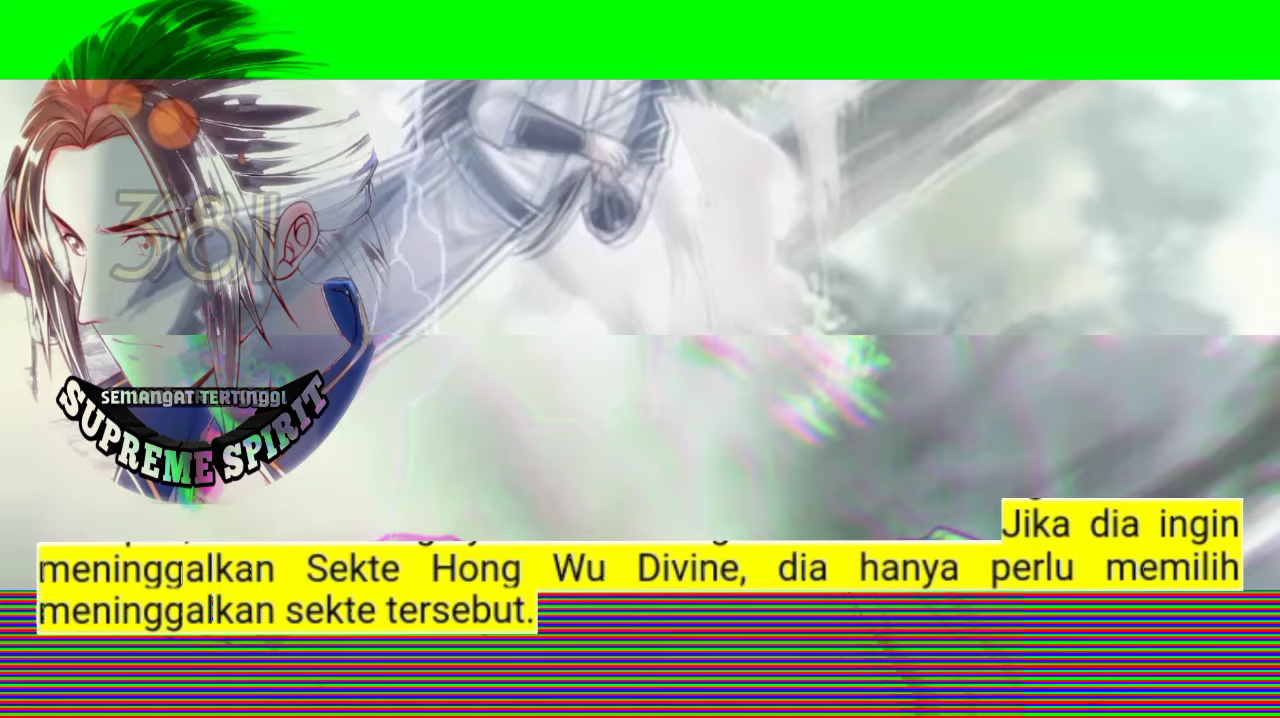 381
SEMANGAT TERTINGGI
SUPREME SPIRIT
Jika dia ingin
meninggalkan Sekte Hong Wu Divine, dia hanya perlu memilih
meninggalkan sekte tersebut.